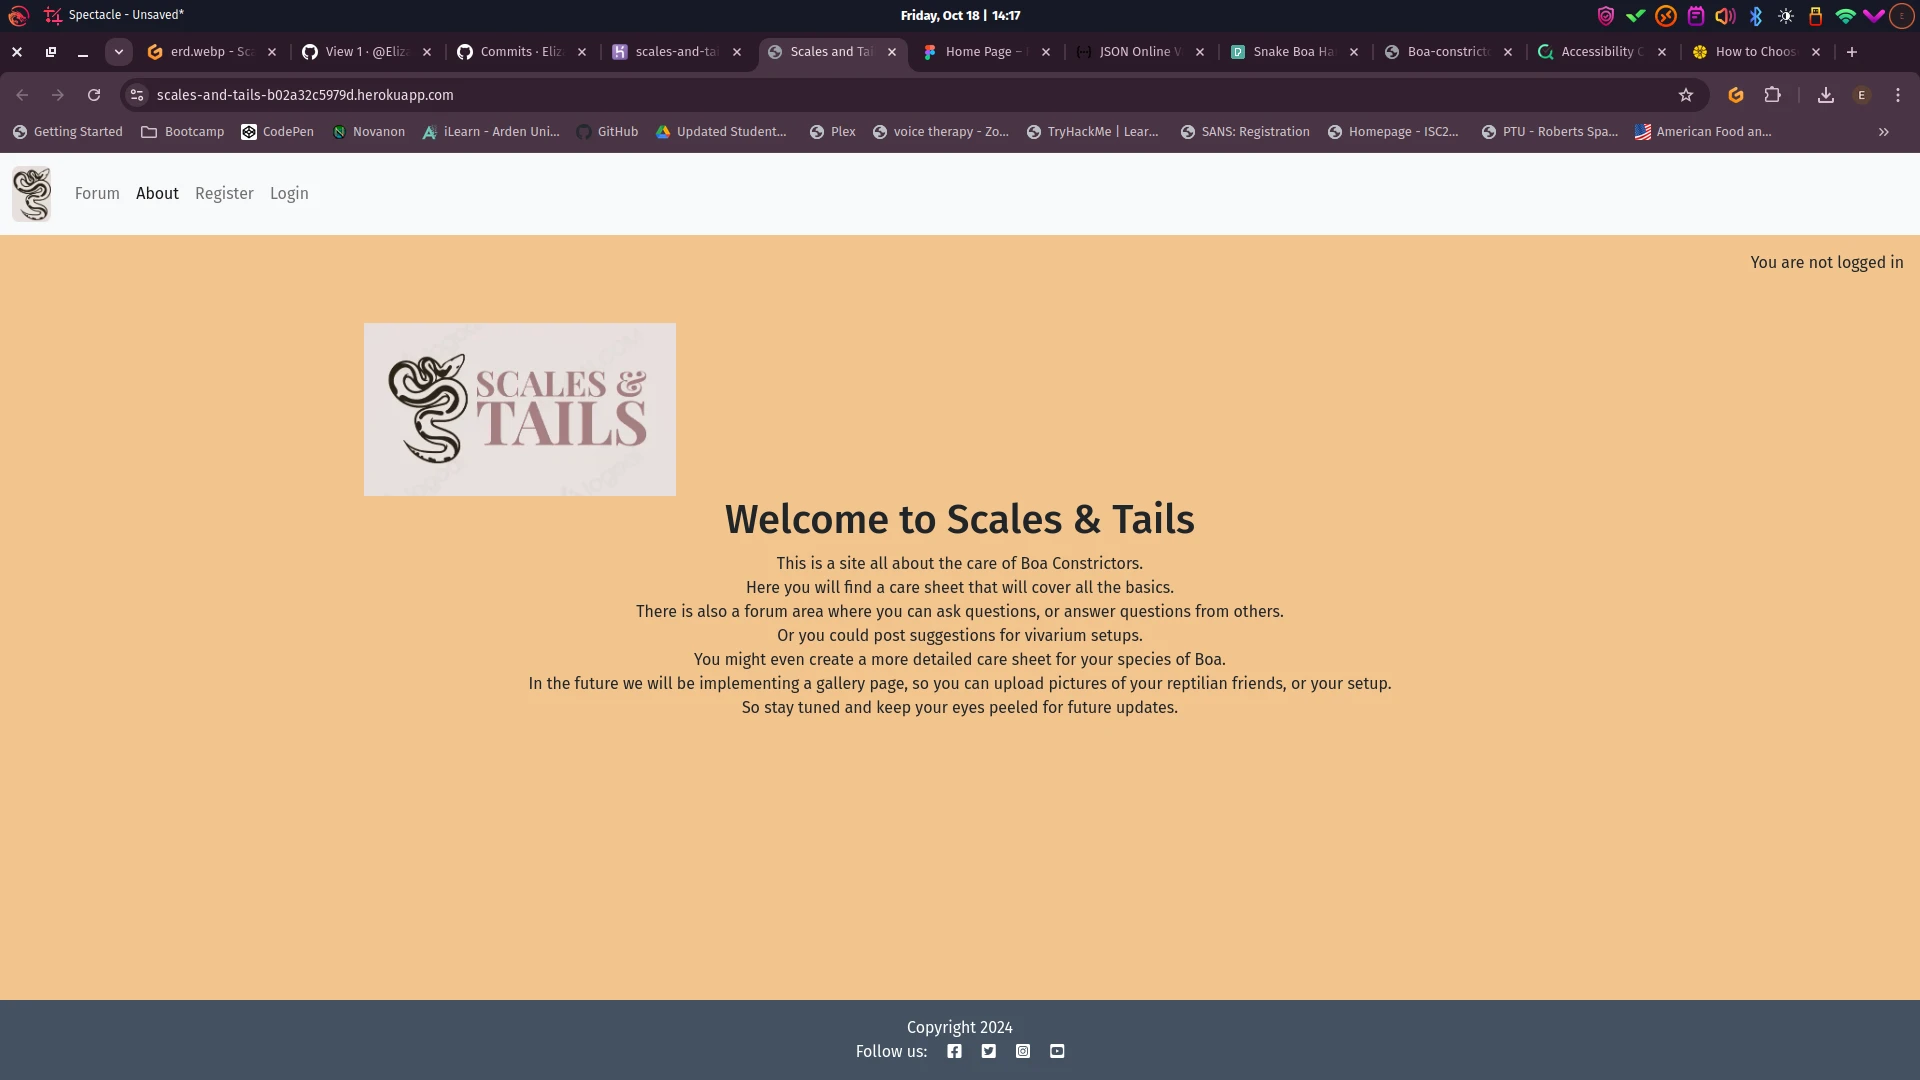 Spectacle - Unsaved*
Friday, Oct 18 | 14:17
erd.webp - Sca
View 1 · @Eliza
Commits · Eliz
scales-and-tai
Scales and Tai
Home Page –
JSON Online V
Snake Boa Ha
Boa-constricto
Accessibility C
How to Choos
scales-and-tails-b02a32c5979d.herokuapp.com
E
Getting Started
Bootcamp
CodePen
Novanon
iLearn - Arden Uni...
GitHub
Updated Student...
Plex
voice therapy - Zo...
TryHackMe | Lear...
SANS: Registration
Homepage - ISC2...
PTU - Roberts Spa...
American Food an...
»
Forum
About
Register
Login
You are not logged in
SCALES &
TAILS
Welcome to Scales & Tails
This is a site all about the care of Boa Constrictors.
Here you will find a care sheet that will cover all the basics.
There is also a forum area where you can ask questions, or answer questions from others.
Or you could post suggestions for vivarium setups.
You might even create a more detailed care sheet for your species of Boa.
In the future we will be implementing a gallery page, so you can upload pictures of your reptilian friends, or your setup.
So stay tuned and keep your eyes peeled for future updates.
Copyright 2024
Follow us: